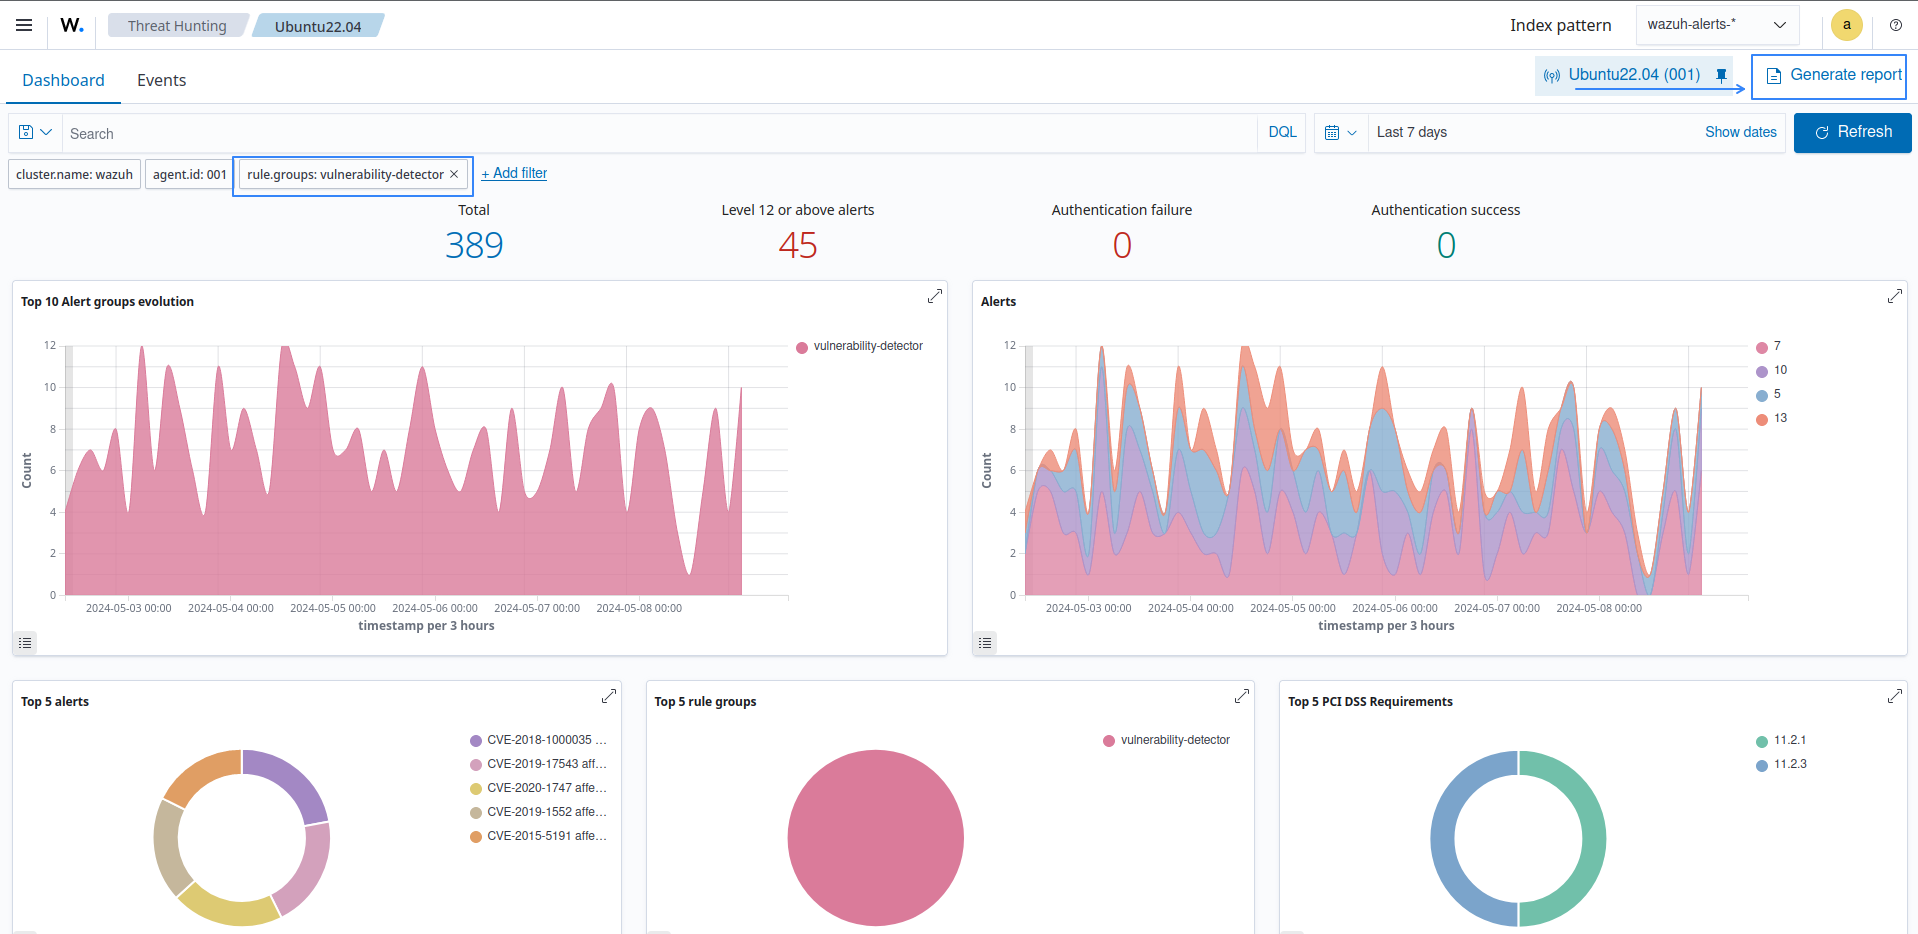 W. Threat Hunting Ubuntu22.04 Index pattern wazuh-alerts-* a
Dashboard Events Ubuntu22.04 (001) Generate report
Search DQL Last 7 days Show dates Refresh
cluster.name: wazuh agent.id: 001 rule.groups: vulnerability-detector × + Add filter
Total Level 12 or above alerts Authentication failure Authentication success
389 45 0 0
Top 10 Alert groups evolution
12
10
8
6
4
2
0
Count
2024-05-03 00:00 2024-05-04 00:00 2024-05-05 00:00 2024-05-06 00:00 2024-05-07 00:00 2024-05-08 00:00
timestamp per 3 hours
vulnerability-detector
Alerts
12
10
8
6
4
2
0
Count
2024-05-03 00:00 2024-05-04 00:00 2024-05-05 00:00 2024-05-06 00:00 2024-05-07 00:00 2024-05-08 00:00
timestamp per 3 hours
7
10
5
13
Top 5 alerts
CVE-2018-1000035 ...
CVE-2019-17543 aff...
CVE-2020-1747 affe...
CVE-2019-1552 affe...
CVE-2015-5191 affe...
Top 5 rule groups
vulnerability-detector
Top 5 PCI DSS Requirements
11.2.1
11.2.3